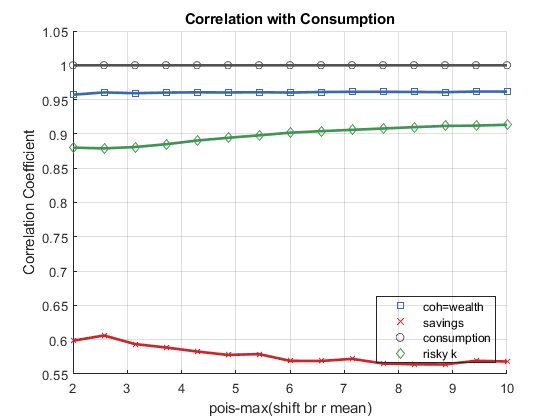 Correlation with Consumption
Correlation Coefficient
1.05
1
0.95
0.9
0.85
0.8
0.75
0.7
0.65
0.6
0.55
2
3
4
5
6
7
8
9
10
pois-max(shift br r mean)
coh=wealth
savings
consumption
risky k